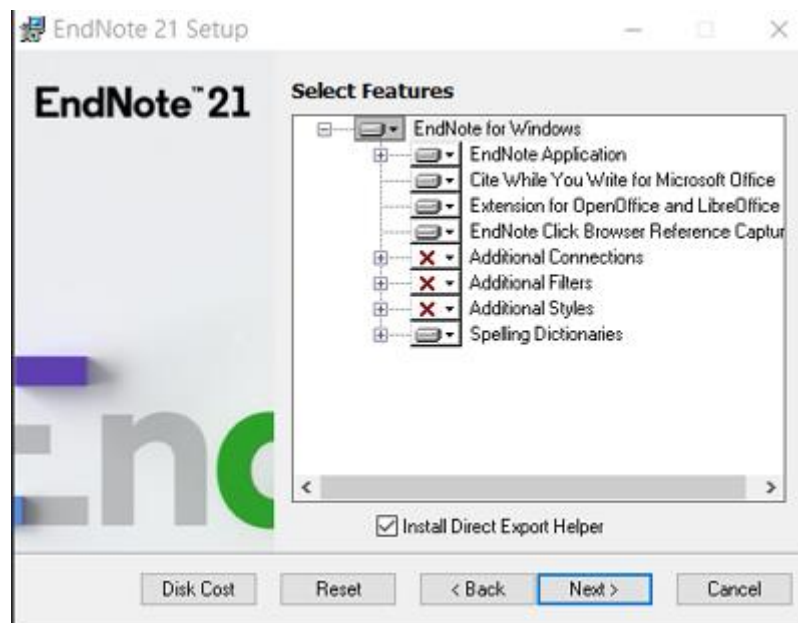 EndNote 21 Setup
EndNote™ 21
Select Features
EndNote for Windows
EndNote Application
Cite While You Write for Microsoft Office
Extension for OpenOffice and LibreOffice
EndNote Click Browser Reference Captur
Additional Connections
Additional Filters
Additional Styles
Spelling Dictionaries
Install Direct Export Helper
Disk Cost
Reset
< Back
Next >
Cancel